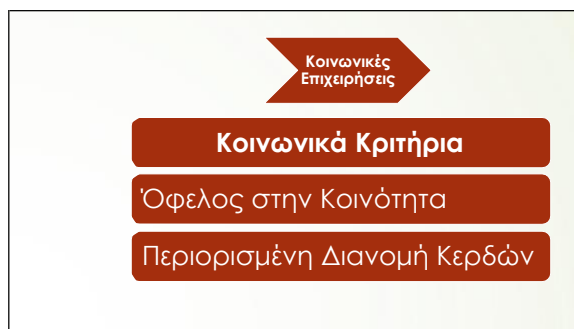 Κοινωνικές
Επιχειρήσεις
Κοινωνικά Κριτήρια
Όφελος στην Κοινότητα
Περιορισμένη Διανομή Κερδών